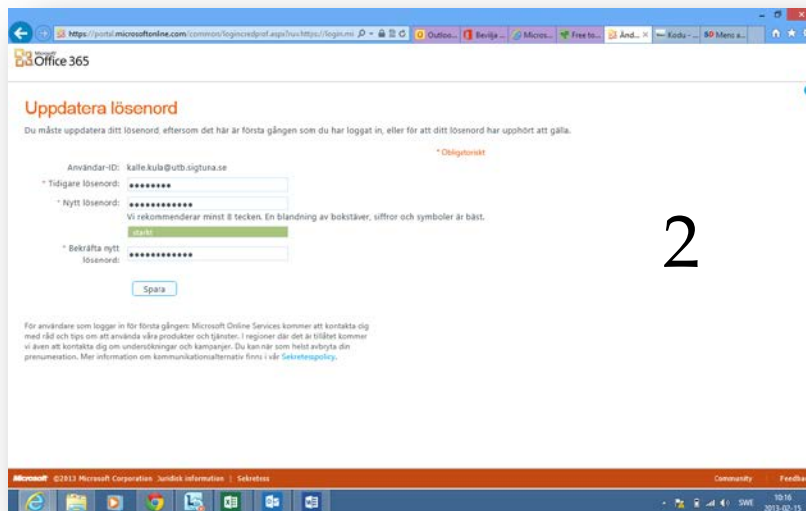 https://portal.microsoftonline.com/common/logincredprof.aspx?ru=https://login.mi
Outloo...
Bevilja ...
Micros...
Free to...
Änd...
Kodu - ...
Mens a...
Microsoft
Office 365
Uppdatera lösenord
Du måste uppdatera ditt lösenord, eftersom det här är första gången som du har loggat in, eller för att ditt lösenord har upphört att gälla.
* Obligatoriskt
Användar-ID: kalle.kula@utb.sigtuna.se
* Tidigare lösenord: ••••••••
* Nytt lösenord: ••••••••••••
Vi rekommenderar minst 8 tecken. En blandning av bokstäver, siffror och symboler är bäst.
starkt
* Bekräfta nytt
lösenord: ••••••••••••
Spara
2
För användare som loggar in för första gången: Microsoft Online Services kommer att kontakta dig
med råd och tips om att använda våra produkter och tjänster. I regioner där det är tillåtet kommer
vi även att kontakta dig om undersökningar och kampanjer. Du kan när som helst avbryta din
prenumeration. Mer information om kommunikationsalternativ finns i vår Sekretesspolicy.
Microsoft ©2013 Microsoft Corporation Juridisk information | Sekretess
Community Feedba
SWE
10:16
2013-02-15